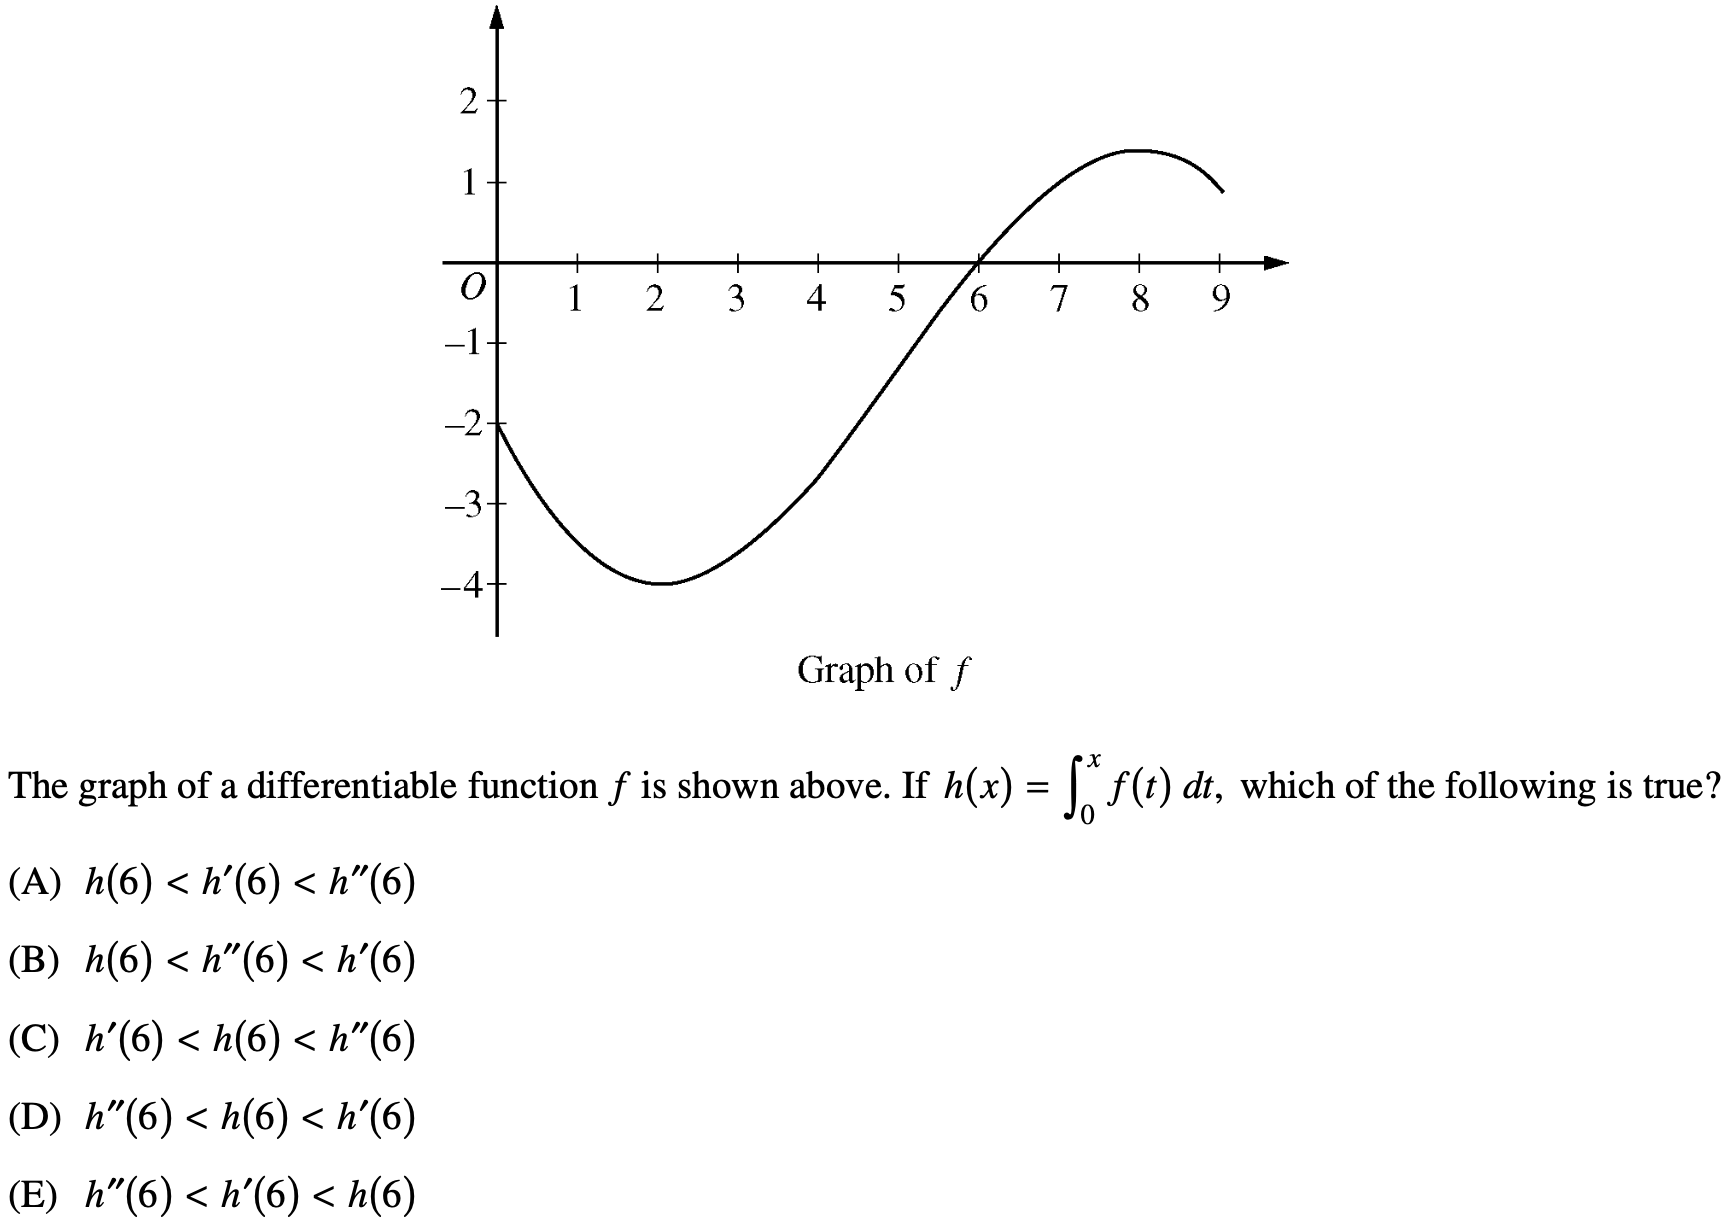 2
1
O
1 2 3 4 5 6 7 8 9
–1
–2
–3
–4
Graph of f
The graph of a differentiable function f is shown above. If h(x) = ∫₀ˣ f(t) dt, which of the following is true?
(A) h(6) < h′(6) < h″(6)
(B) h(6) < h″(6) < h′(6)
(C) h′(6) < h(6) < h″(6)
(D) h″(6) < h(6) < h′(6)
(E) h″(6) < h′(6) < h(6)